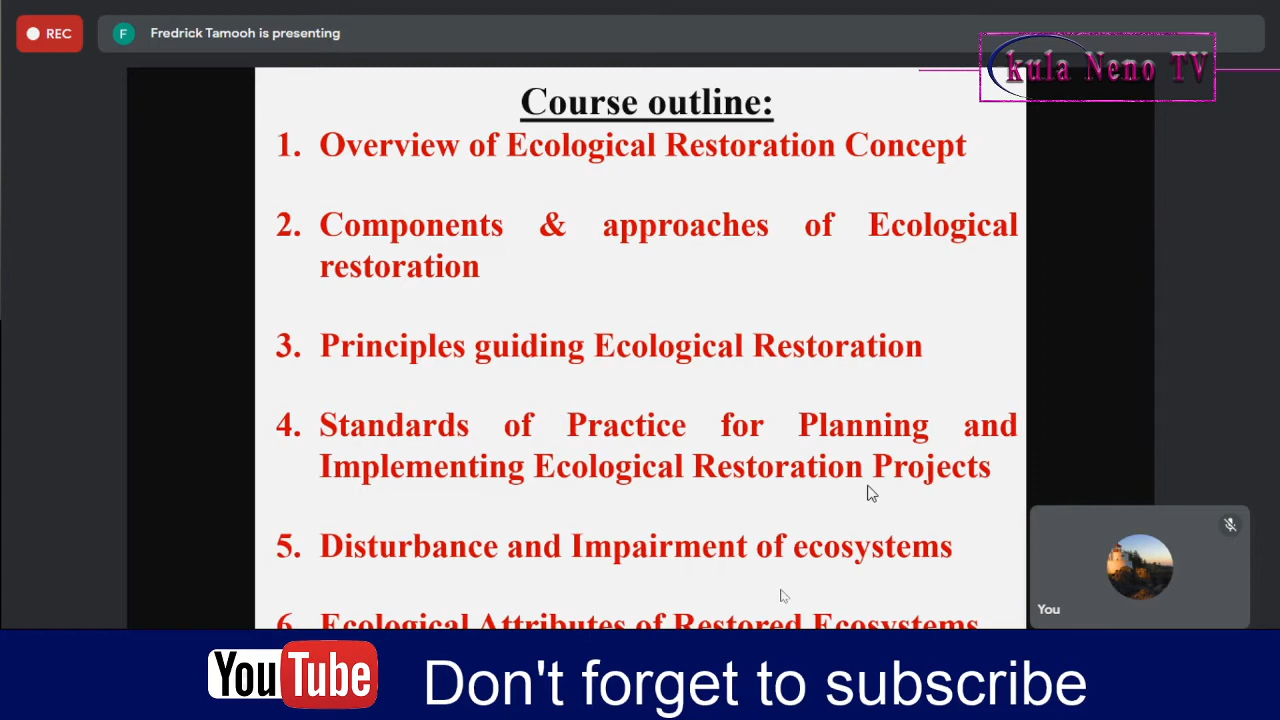 REC
F
Fredrick Tamooh is presenting
kula Neno TV
Course outline:
1. Overview of Ecological Restoration Concept
2. Components & approaches of Ecological
restoration
3. Principles guiding Ecological Restoration
4. Standards of Practice for Planning and
Implementing Ecological Restoration Projects
5. Disturbance and Impairment of ecosystems
6. Ecological Attributes of Restored Ecosystems
You
YouTube
Don't forget to subscribe